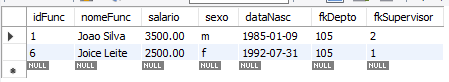 idFunc nomeFunc salario sexo dataNasc fkDepto fkSupervisor
1 Joao Silva 3500.00 m 1985-01-09 105 2
6 Joice Leite 2500.00 f 1992-07-31 105 1
NULL NULL NULL NULL NULL NULL NULL